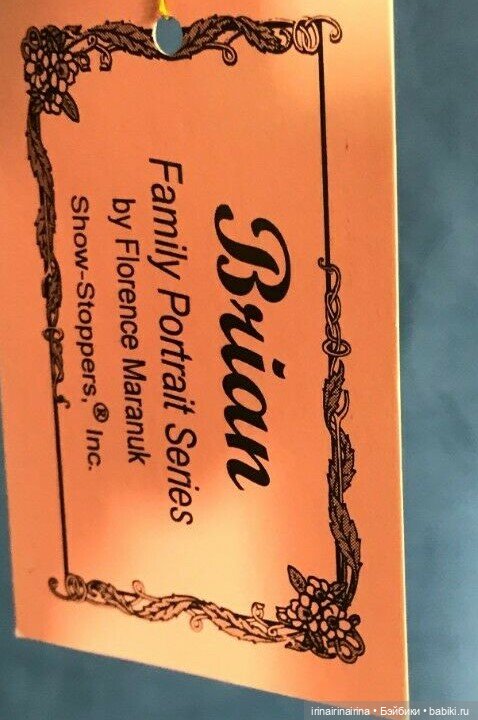 Brian
Family Portrait Series
by Florence Maranuk
Show-Stoppers,® Inc.
irinairinairina • Бэйбики • babiki.ru